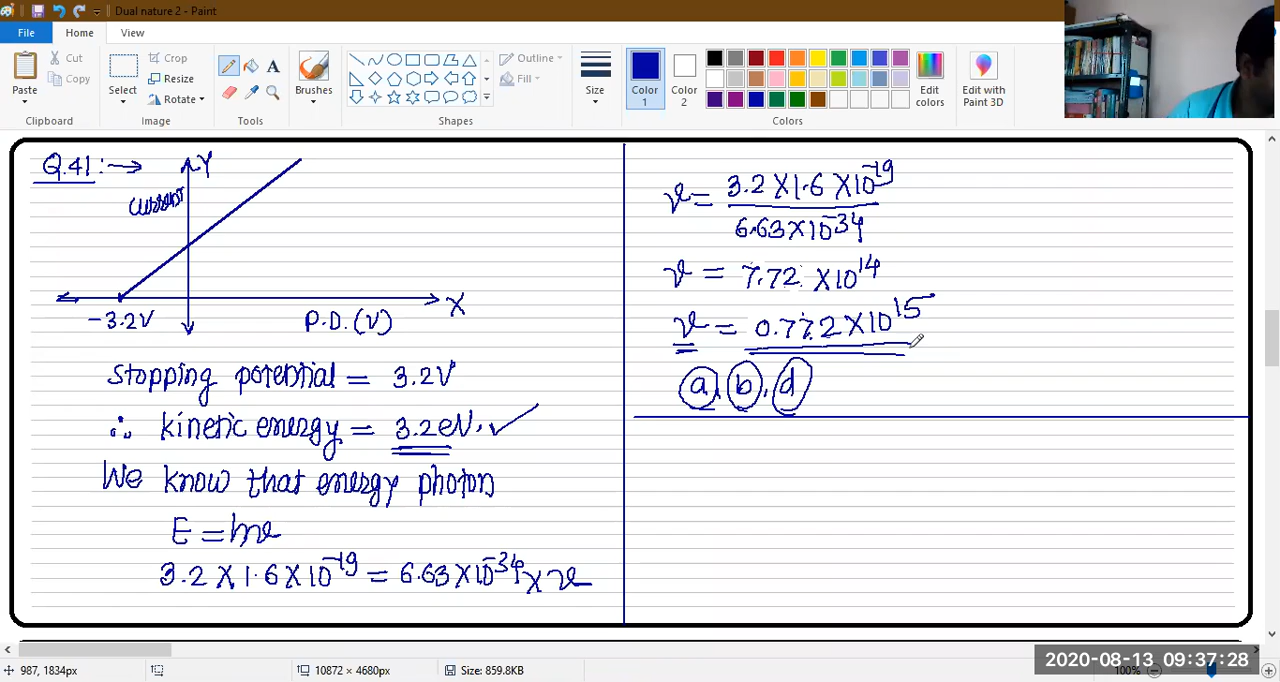 Dual nature 2 - Paint
File Home View
Paste
Cut
Copy
Clipboard
Select
Crop
Resize
Rotate
Image
A
Tools
Brushes
Outline
Fill
Shapes
Size
Color 1
Color 2
Edit colors
Edit with Paint 3D
Colors
Q.41:→
Y
current
-3.2V
P.D.(V)
X
Stopping potential = 3.2V
∴ kinetic energy = 3.2eV.
We know that energy photon
E = hν
3.2 X 1.6 X 10^-19 = 6.63 X 10^-34 X ν
ν = 3.2 X 1.6 X 10^-19 / 6.63 X 10^-34
ν = 7.72 X 10^14
ν = 0.772 X 10^15
a, b, d
987, 1834px
10872 × 4680px
Size: 859.8KB
100%
2020-08-13 09:37:28